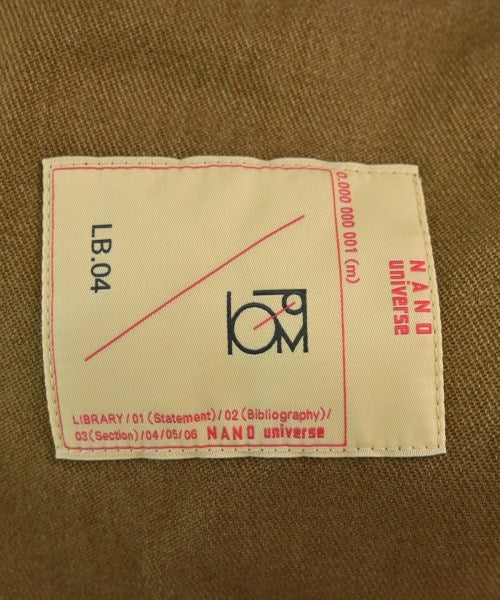 LB.04
0.000 000 001 (m)
NANO
universe
LIBRARY/01 (Statement)/02 (Bibliography)/
03(Section)/04/05/06 NANO universe